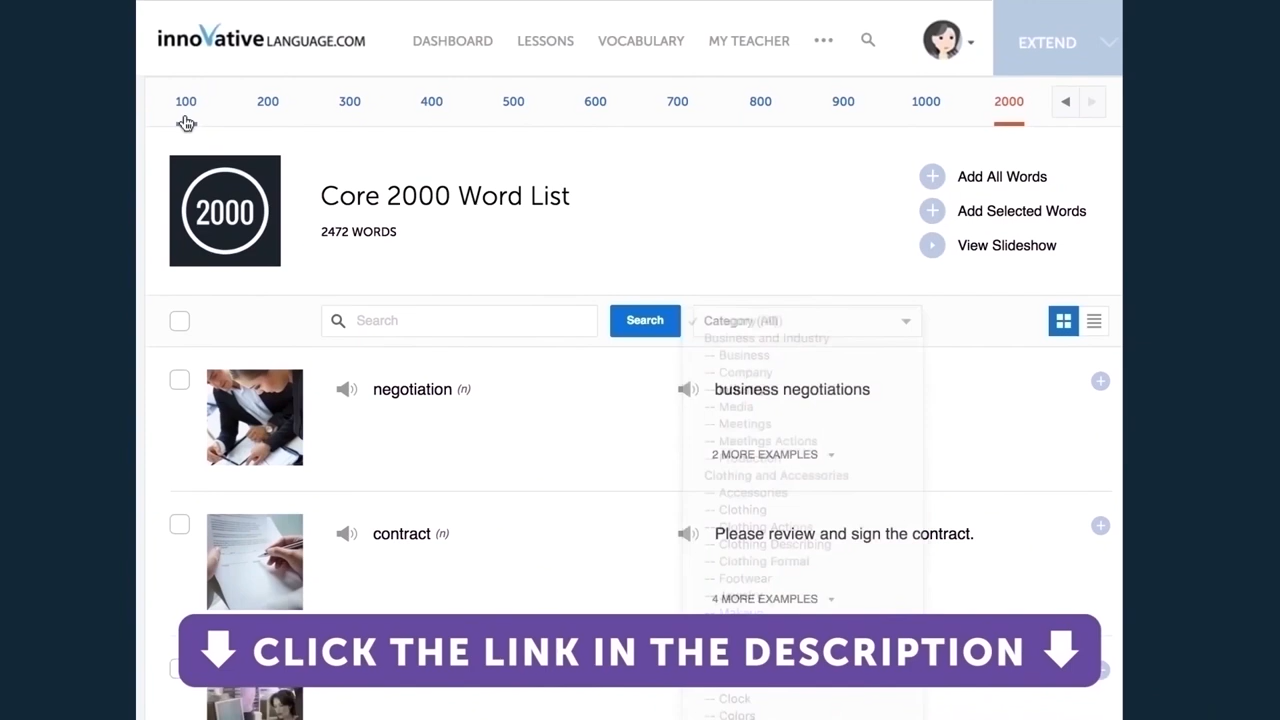 innoVative LANGUAGE.COM DASHBOARD LESSONS VOCABULARY MY TEACHER ••• EXTEND
100 200 300 400 500 600 700 800 900 1000 2000
2000
Core 2000 Word List
2472 WORDS
Add All Words
Add Selected Words
View Slideshow
Search Search Category (All)
Business and Industry
-- Business
-- Company
negotiation (n) business negotiations
-- Media
-- Meetings
-- Meetings Actions
2 MORE EXAMPLES
Clothing and Accessories
-- Accessories
-- Clothing
-- Clothing Actions
contract (n) Please review and sign the contract.
-- Clothing Describing
-- Clothing Formal
-- Footwear
4 MORE EXAMPLES
CLICK THE LINK IN THE DESCRIPTION
-- Clock
-- Colors